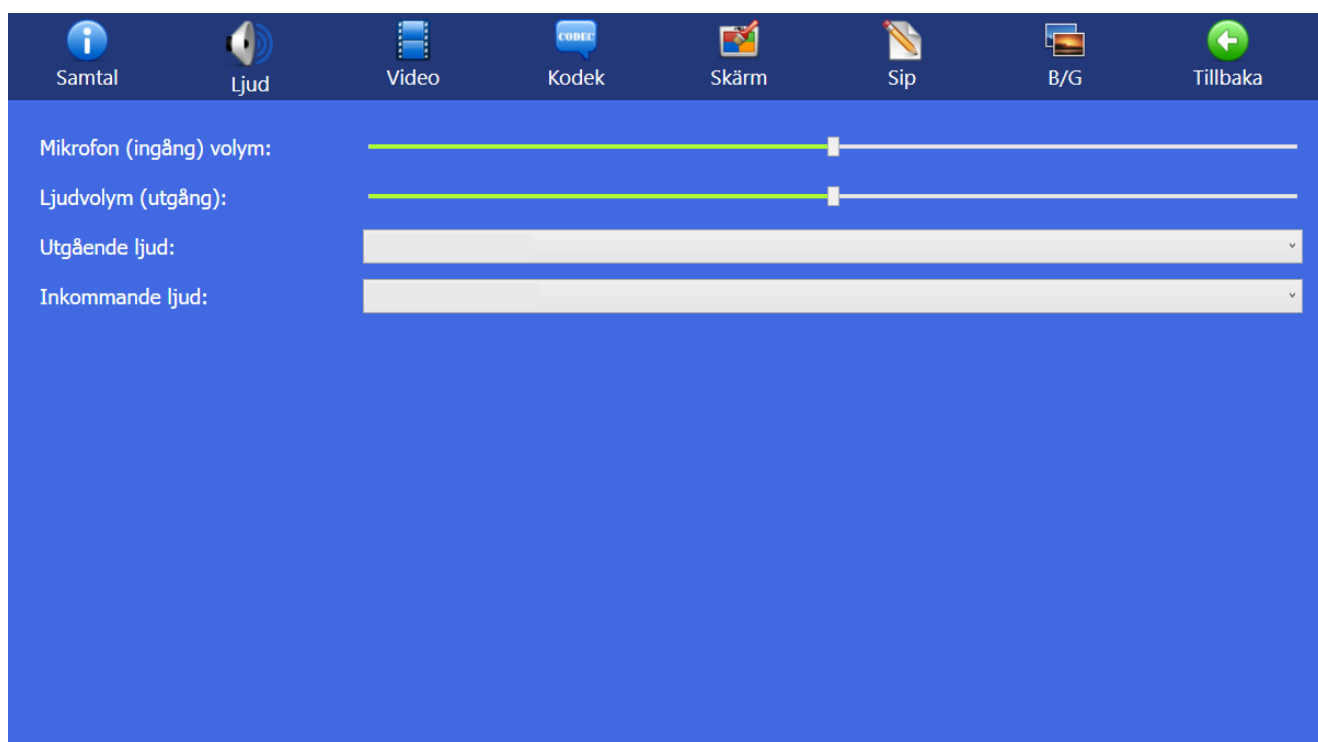 CODEC
Samtal Ljud Video Kodek Skärm Sip B/G Tillbaka
Mikrofon (ingång) volym:
Ljudvolym (utgång):
Utgående ljud:
Inkommande ljud: